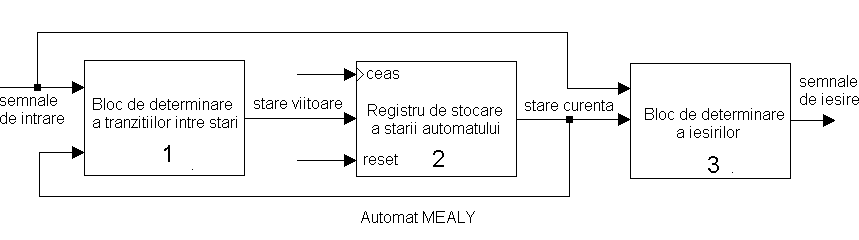 semnale
de intrare
Bloc de determinare
a tranzitiilor intre stari
1
stare viitoare
ceas
Registru de stocare
a starii automatului
reset
2
stare curenta
Bloc de determinare
a iesirilor
3
semnale
de iesire
Automat MEALY